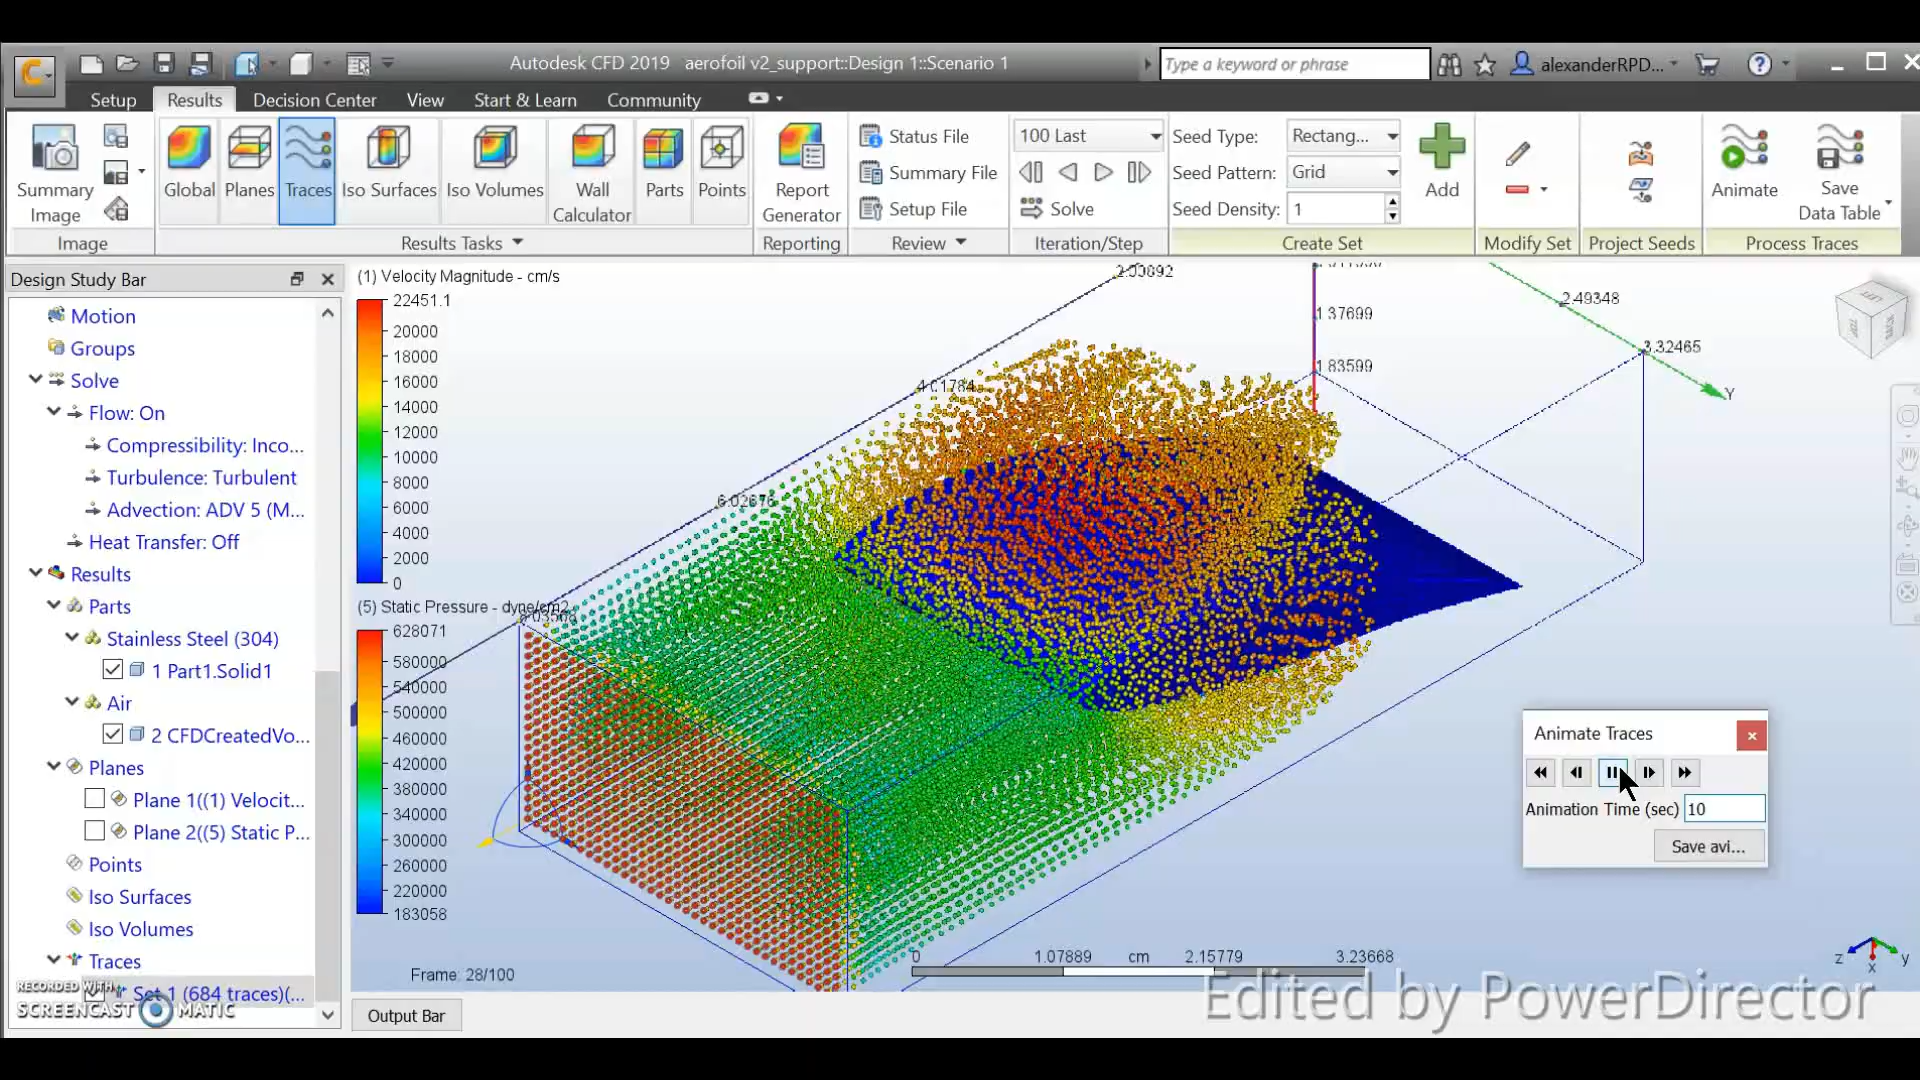 Autodesk CFD 2019 aerofoil v2_support::Design 1::Scenario 1
Type a keyword or phrase
alexanderRPD...
Setup
Results
Decision Center
View
Start & Learn
Community
Summary Image
Global
Planes
Traces
Iso Surfaces
Iso Volumes
Wall Calculator
Parts
Points
Report Generator
Status File
Summary File
Setup File
100 Last
Solve
Seed Type: Rectang...
Seed Pattern: Grid
Seed Density: 1
Add
Animate
Save Data Table
Image
Results Tasks
Reporting
Review
Iteration/Step
Create Set
Modify Set
Project Seeds
Process Traces
Design Study Bar
Motion
Groups
Solve
Flow: On
Compressibility: Inco...
Turbulence: Turbulent
Advection: ADV 5 (M...
Heat Transfer: Off
Results
Parts
Stainless Steel (304)
1 Part1.Solid1
Air
2 CFDCreatedVo...
Planes
Plane 1((1) Velocit...
Plane 2((5) Static P...
Points
Iso Surfaces
Iso Volumes
Traces
Set 1 (684 traces)(...
RECORDED WITH
SCREENCAST MATIC
(1) Velocity Magnitude - cm/s
22451.1
20000
18000
16000
14000
12000
10000
8000
6000
4000
2000
0
(5) Static Pressure - dyne/cm2
628071
580000
540000
500000
460000
420000
380000
340000
300000
260000
220000
183058
2.49348
1.37699
3.32465
1.83599
Y
4.01784
Animate Traces
Animation Time (sec) 10
Save avi...
0
1.07889
cm
2.15779
3.23668
Frame: 28/100
z
x
y
Output Bar
Edited by PowerDirector